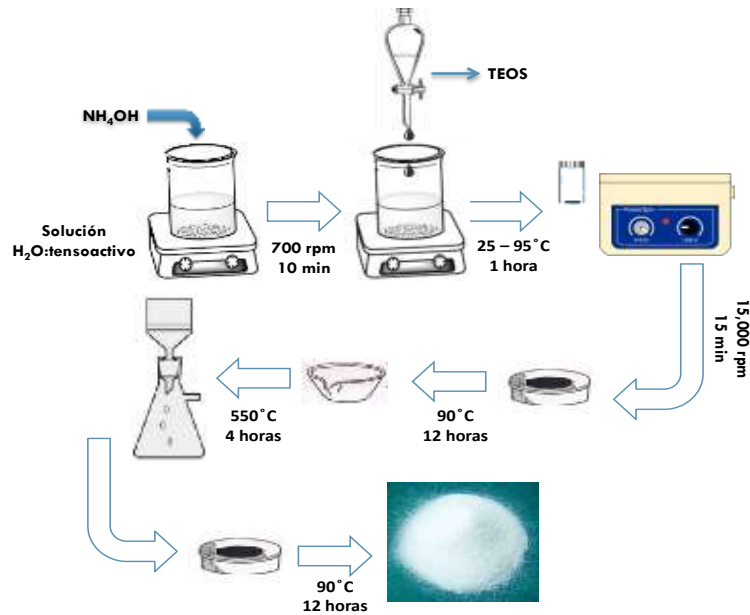 TEOS
NH₄OH
Solución
H₂O:tensoactivo
700 rpm
10 min
25 – 95˚C
1 hora
15,000 rpm
15 min
90˚C
12 horas
550˚C
4 horas
90˚C
12 horas